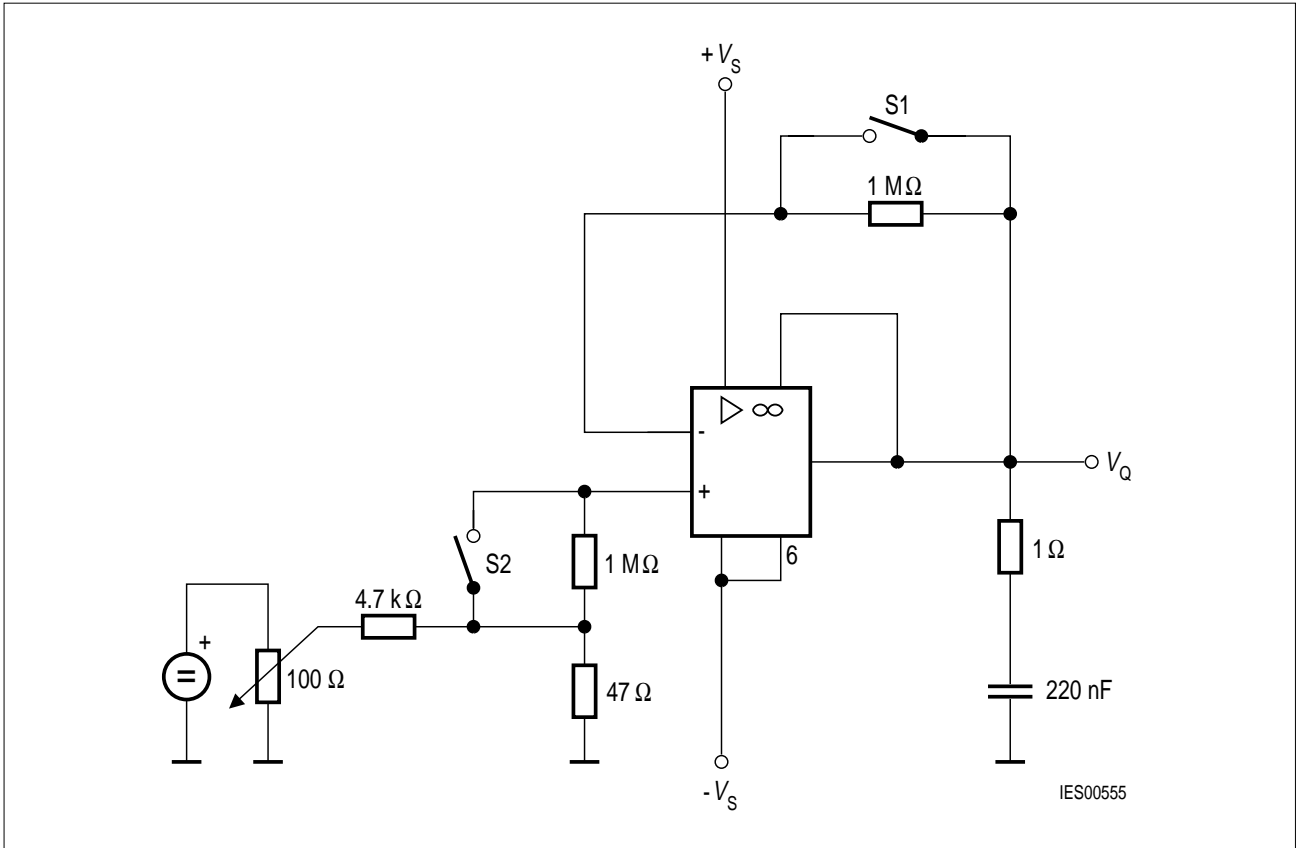 +VS
S1
1 MΩ
▷ ∞
-
VQ
+
6
1 Ω
S2
1 MΩ
4.7 kΩ
+
=
100 Ω
47 Ω
220 nF
-VS
IES00555